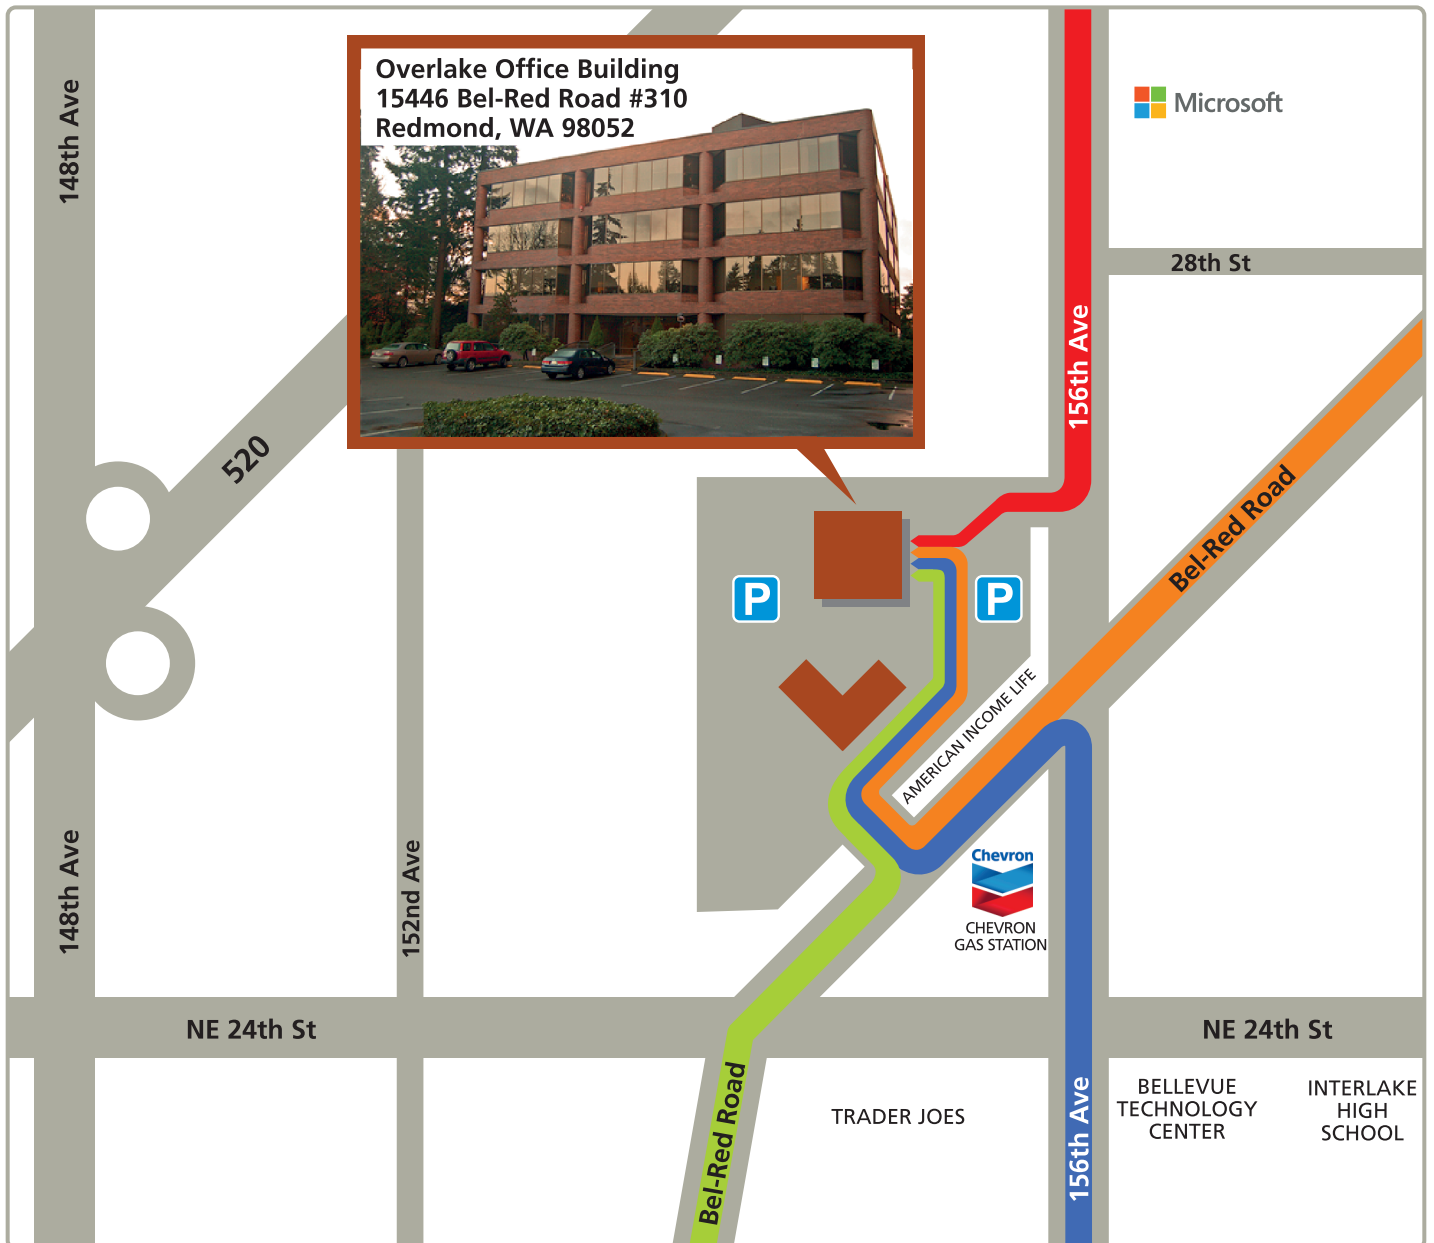 Overlake Office Building
15446 Bel-Red Road #310
Redmond, WA 98052
148th Ave
Microsoft
28th St
156th Ave
520
Bel-Red Road
P
P
AMERICAN INCOME LIFE
148th Ave
152nd Ave
Chevron
CHEVRON
GAS STATION
NE 24th St
NE 24th St
Bel-Red Road
TRADER JOES
156th Ave
BELLEVUE
TECHNOLOGY
CENTER
INTERLAKE
HIGH
SCHOOL